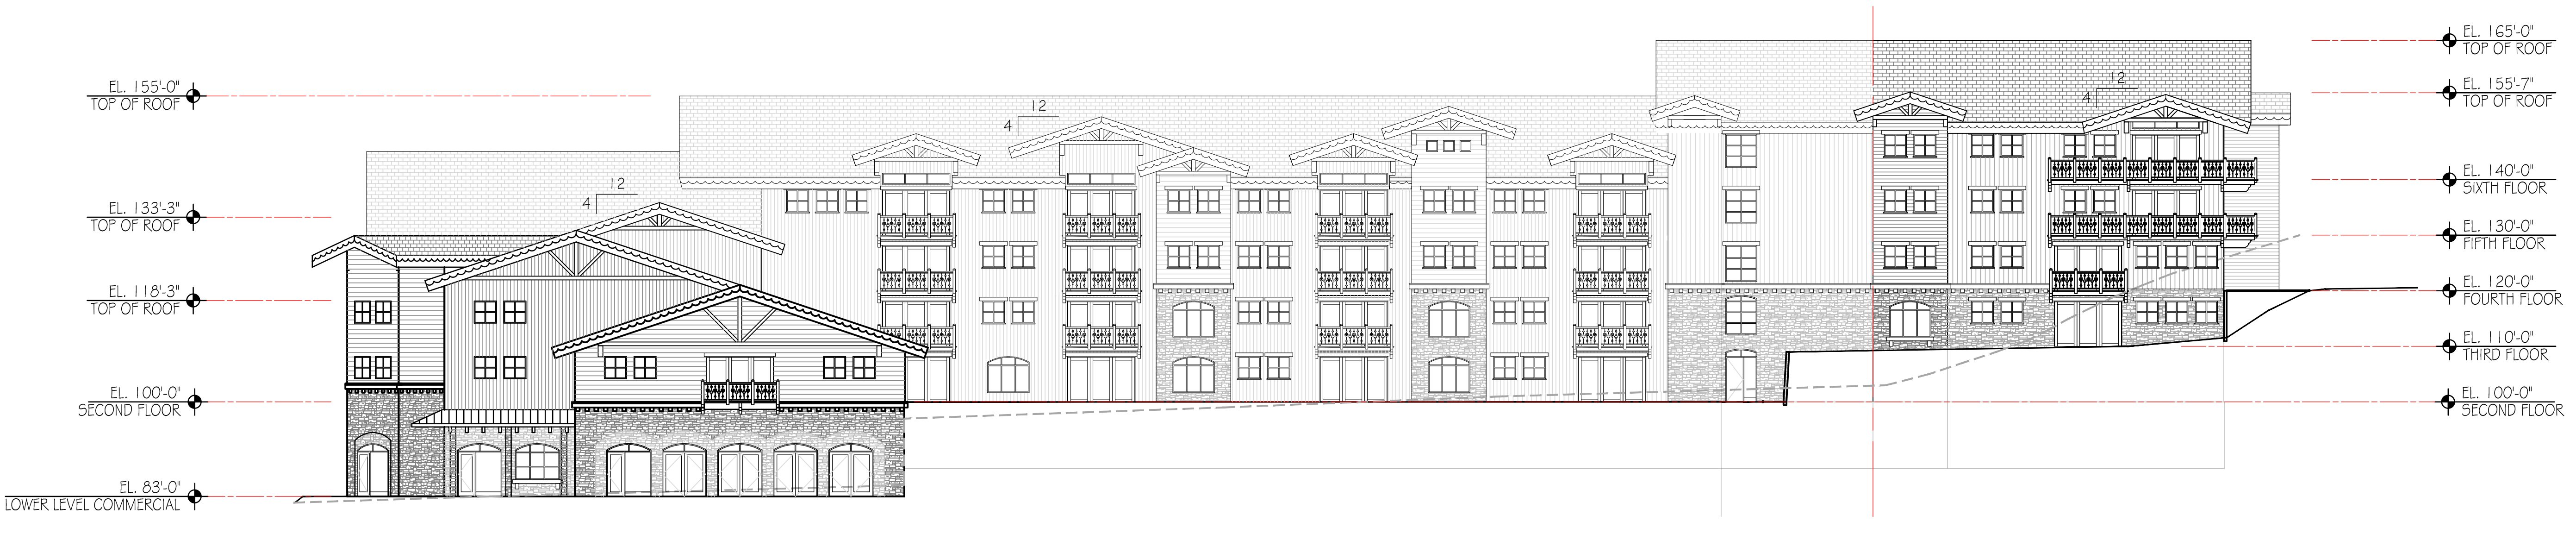 EL. 155'-0"
TOP OF ROOF
EL. 133'-3"
TOP OF ROOF
EL. 118'-3"
TOP OF ROOF
EL. 100'-0"
SECOND FLOOR
EL. 83'-0"
LOWER LEVEL COMMERCIAL
12
4
12
4
12
4
EL. 165'-0"
TOP OF ROOF
EL. 155'-7"
TOP OF ROOF
EL. 140'-0"
SIXTH FLOOR
EL. 130'-0"
FIFTH FLOOR
EL. 120'-0"
FOURTH FLOOR
EL. 110'-0"
THIRD FLOOR
EL. 100'-0"
SECOND FLOOR